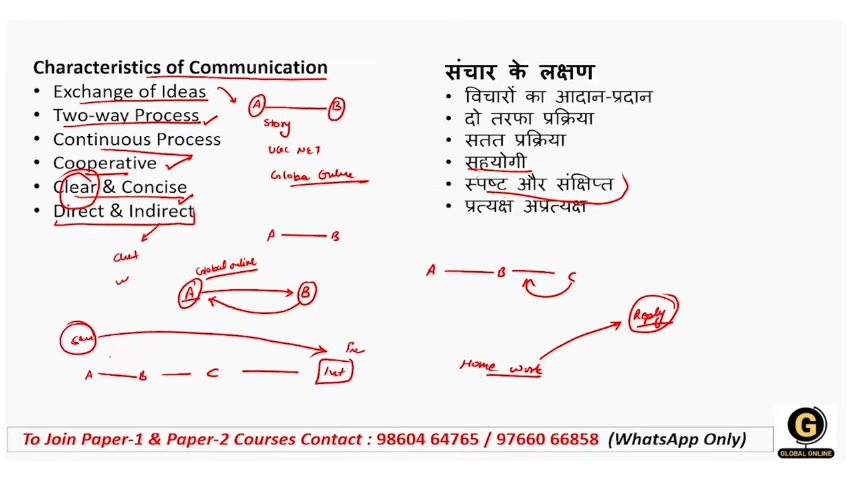 Characteristics of Communication
• Exchange of Ideas
• Two-way Process
• Continuous Process
• Cooperative
• Clear & Concise
• Direct & Indirect
A B
Story
UGC NET
Global Online
A B
Global online
A B
A B C
संचार के लक्षण
• विचारों का आदान-प्रदान
• दो तरफा प्रक्रिया
• सतत प्रक्रिया
• सहयोगी
• स्पष्ट और संक्षिप्त
• प्रत्यक्ष अप्रत्यक्ष
A B C
Reply
Home work
To Join Paper-1 & Paper-2 Courses Contact : 98604 64765 / 97660 66858 (WhatsApp Only)
G
GLOBAL ONLINE